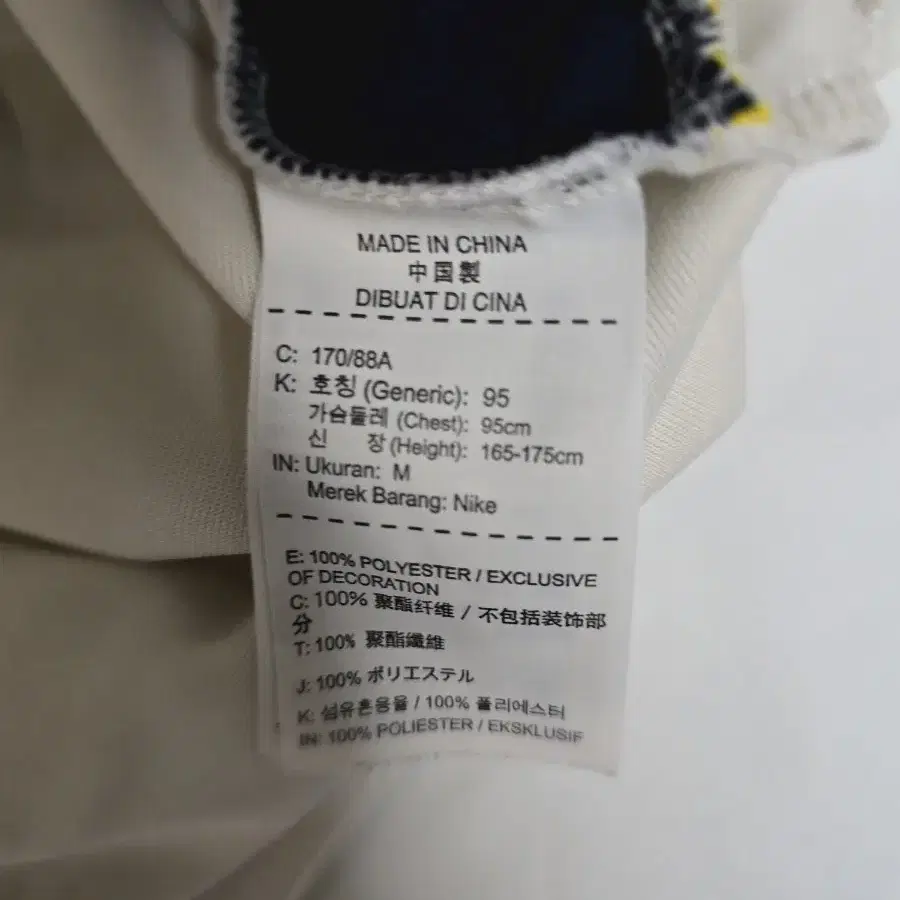 MADE IN CHINA
中国製
DIBUAT DI CINA
C: 170/88A
K: 호칭 (Generic): 95
가슴둘레 (Chest): 95cm
신 장 (Height): 165-175cm
IN: Ukuran: M
Merek Barang: Nike
E: 100% POLYESTER / EXCLUSIVE
OF DECORATION
C: 100% 聚酯纤维 / 不包括装饰部
分
T: 100% 聚酯纖維
J: 100% ポリエステル
K: 섬유혼용율 / 100% 폴리에스터
IN: 100% POLIESTER / EKSKLUSIF